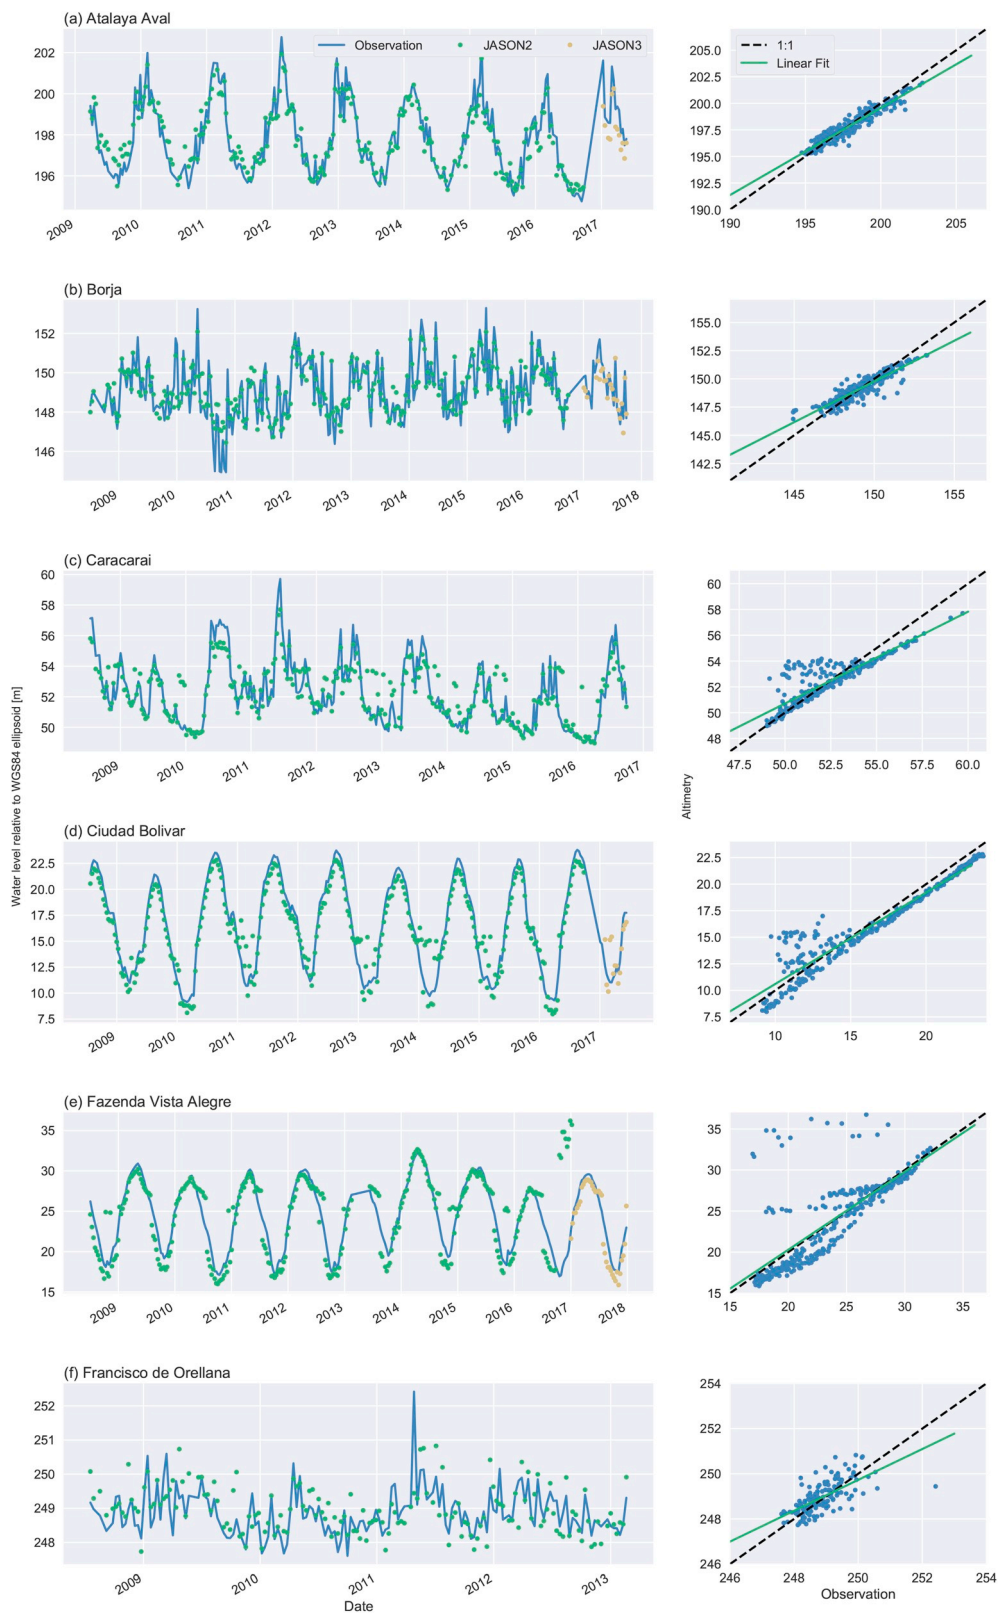 (a) Atalaya Aval
Observation JASON2 JASON3
202
200
198
196
2009 2010 2011 2012 2013 2014 2015 2016 2017
1:1
Linear Fit
205.0
202.5
200.0
197.5
195.0
192.5
190.0
190 195 200 205
(b) Borja
152
150
148
146
2009 2010 2011 2012 2013 2014 2015 2016 2017 2018
155.0
152.5
150.0
147.5
145.0
142.5
145 150 155
(c) Caracarai
60
58
56
54
52
50
2009 2010 2011 2012 2013 2014 2015 2016 2017
60
58
56
54
52
50
48
47.5 50.0 52.5 55.0 57.5 60.0
Water level relative to WGS84 ellipsoid [m]
Altimetry
(d) Ciudad Bolivar
22.5
20.0
17.5
15.0
12.5
10.0
7.5
2009 2010 2011 2012 2013 2014 2015 2016 2017
22.5
20.0
17.5
15.0
12.5
10.0
7.5
10 15 20
(e) Fazenda Vista Alegre
35
30
25
20
15
2009 2010 2011 2012 2013 2014 2015 2016 2017 2018
35
30
25
20
15
15 20 25 30 35
(f) Francisco de Orellana
252
251
250
249
248
2009 2010 2011 2012 2013
Date
254
252
250
248
246
246 248 250 252 254
Observation